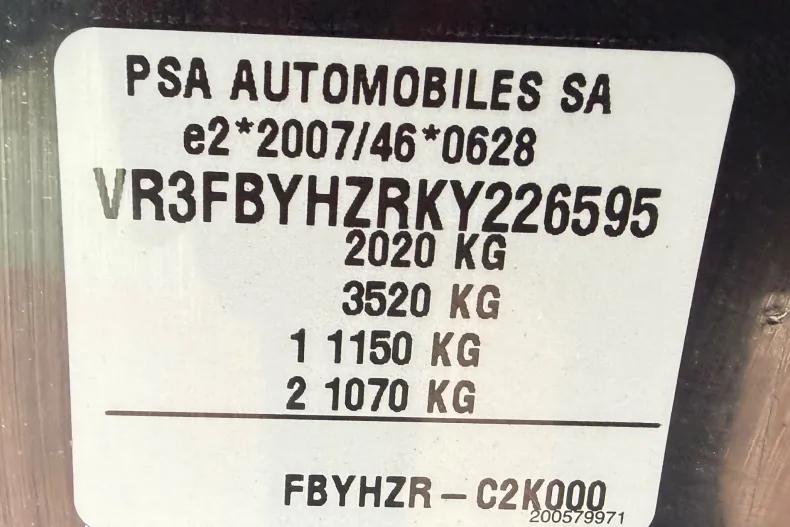 PSA AUTOMOBILES SA
e2*2007/46*0628
VR3FBYHZRKY226595
2020 KG
3520 KG
1 1150 KG
2 1070 KG
FBYHZR - C2K000
200579971